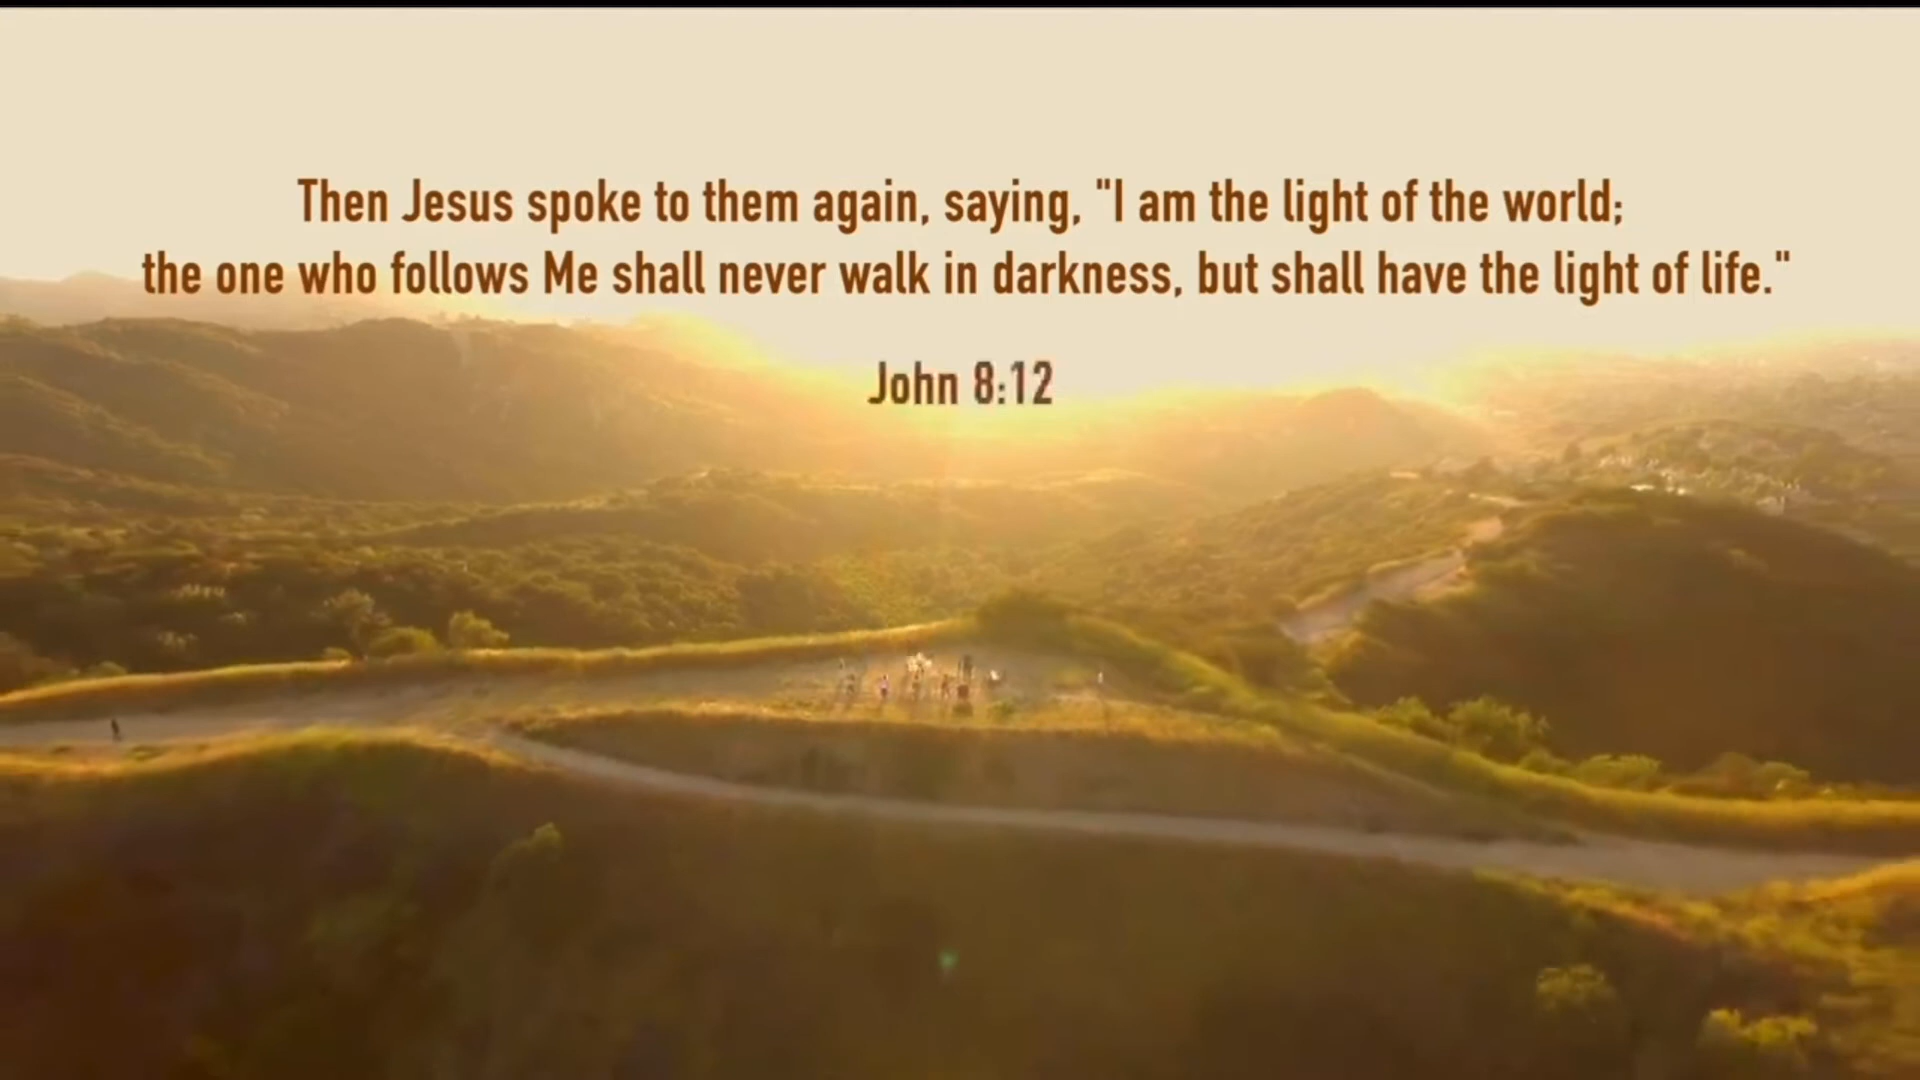 Then Jesus spoke to them again, saying, "I am the light of the world;
the one who follows Me shall never walk in darkness, but shall have the light of life."
John 8:12